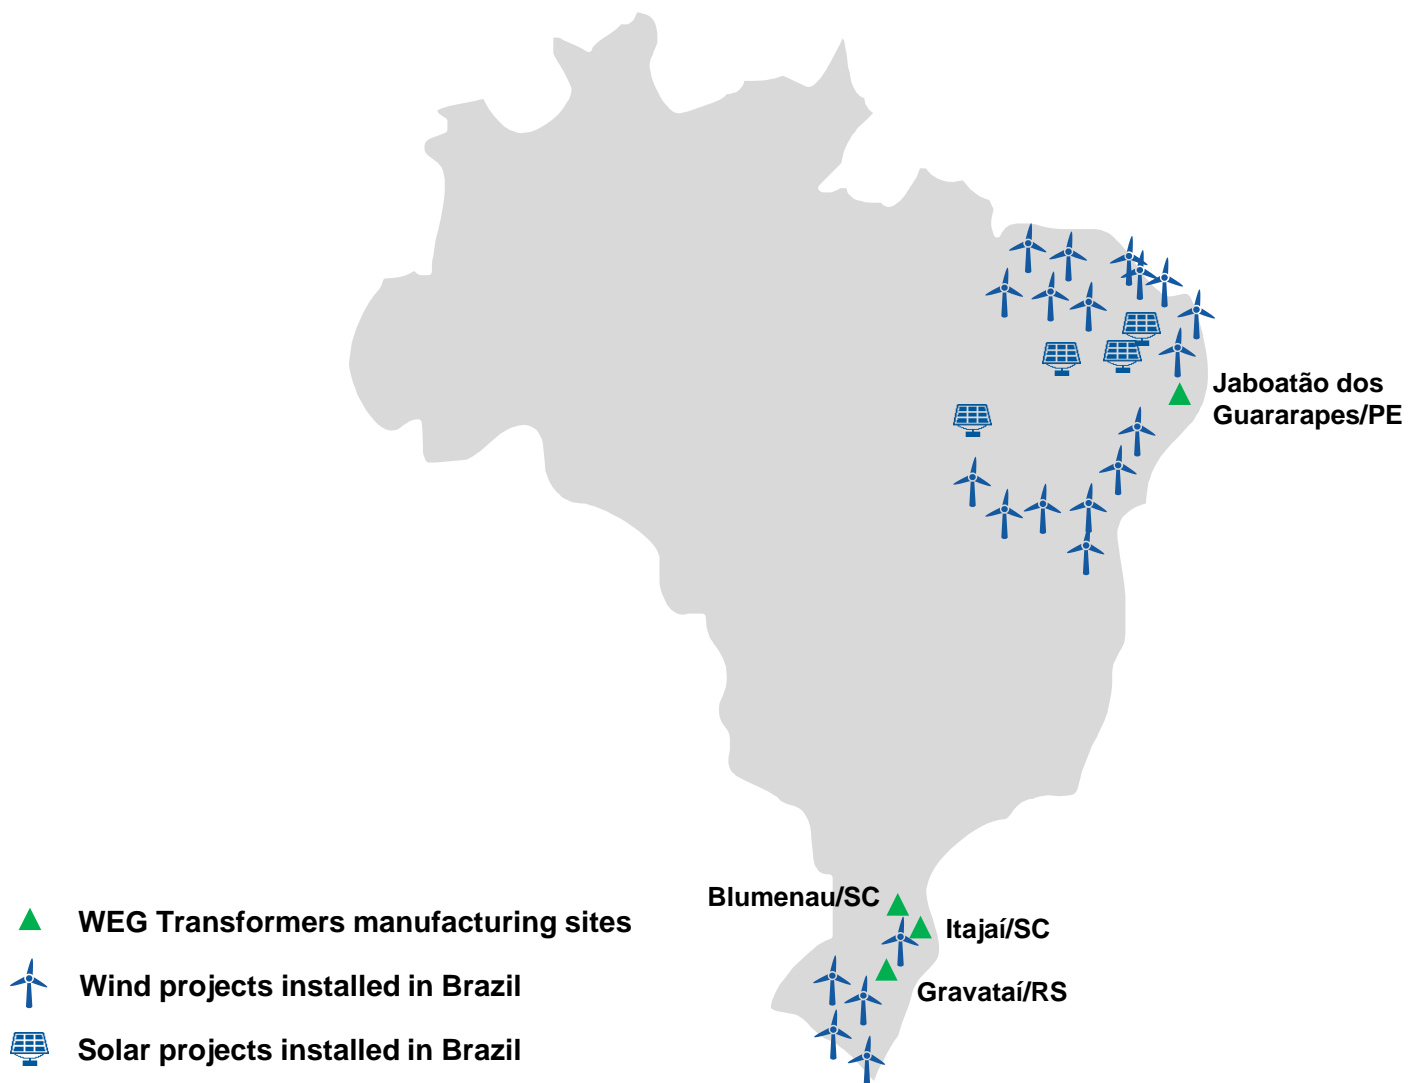 Jaboatão dos
Guararapes/PE
Blumenau/SC
Itajaí/SC
Gravataí/RS
WEG Transformers manufacturing sites
Wind projects installed in Brazil
Solar projects installed in Brazil